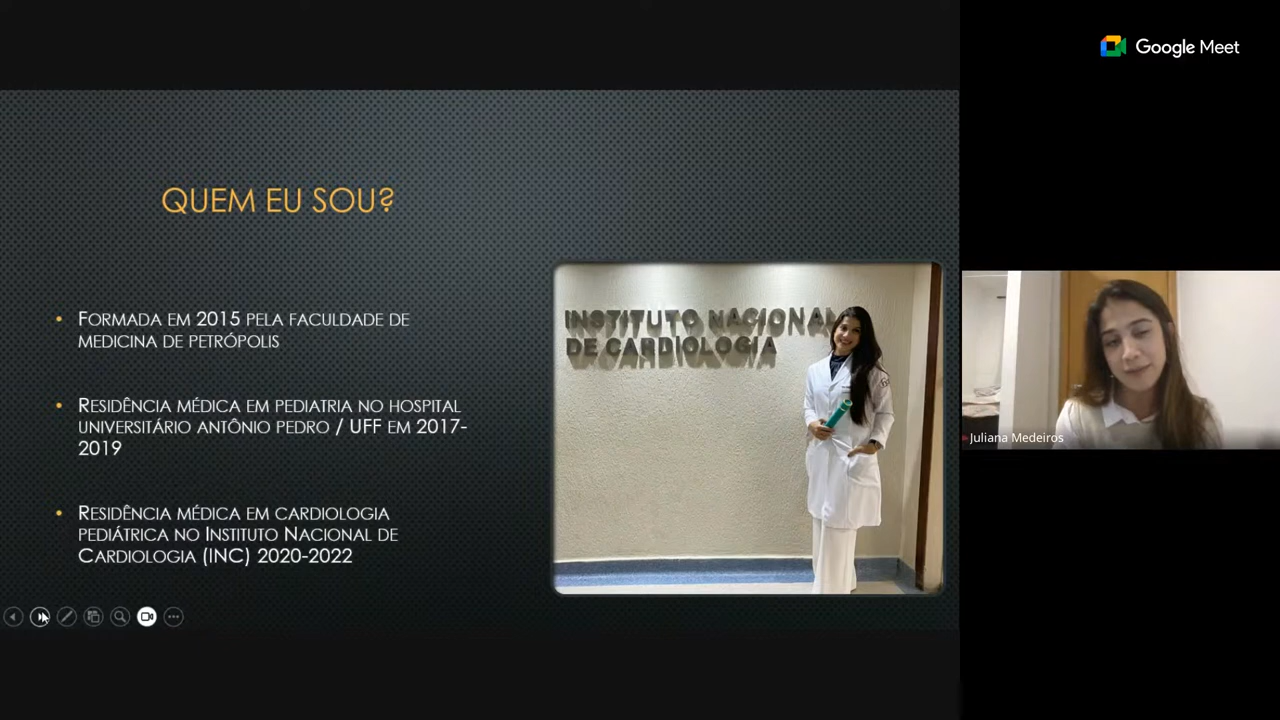 Google Meet
QUEM EU SOU?
• FORMADA EM 2015 PELA FACULDADE DE
MEDICINA DE PETRÓPOLIS
• RESIDÊNCIA MÉDICA EM PEDIATRIA NO HOSPITAL
UNIVERSITÁRIO ANTÔNIO PEDRO / UFF EM 2017-
2019
• RESIDÊNCIA MÉDICA EM CARDIOLOGIA
PEDIÁTRICA NO INSTITUTO NACIONAL DE
CARDIOLOGIA (INC) 2020-2022
INSTITUTO NACIONAL
DE CARDIOLOGIA
Juliana Medeiros